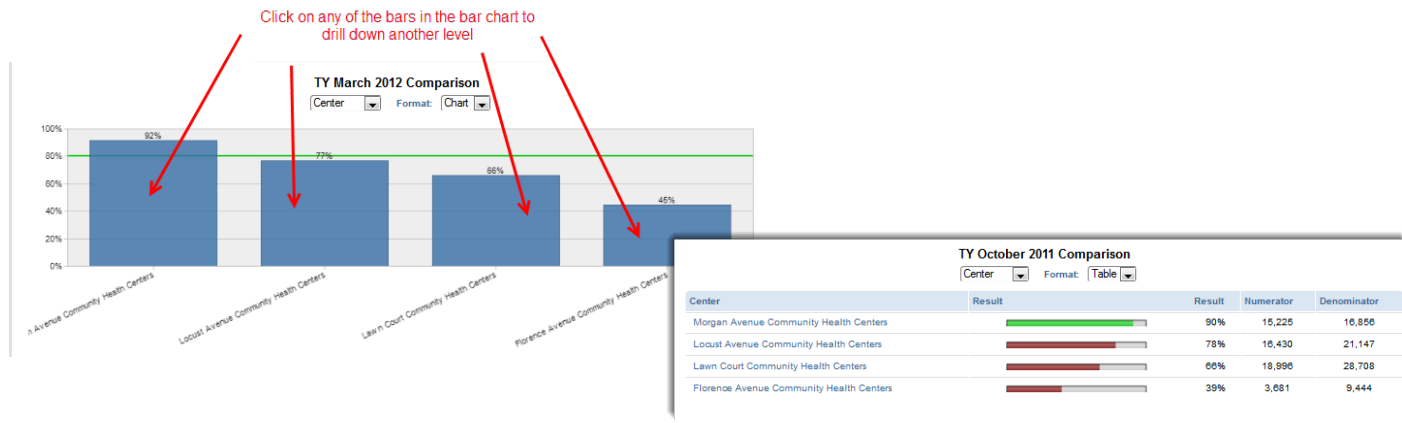 Click on any of the bars in the bar chart to
drill down another level
TY March 2012 Comparison
Center Format: Chart
100%
80%
60%
40%
20%
0%
92%
77%
66%
45%
n Avenue Community Health Centers
Locust Avenue Community Health Centers
Lawn Court Community Health Centers
Florence Avenue Community Health Centers
TY October 2011 Comparison
Center Format: Table
Center Result Result Numerator Denominator
Morgan Avenue Community Health Centers 90% 15,225 16,856
Locust Avenue Community Health Centers 78% 16,430 21,147
Lawn Court Community Health Centers 66% 18,996 28,708
Florence Avenue Community Health Centers 39% 3,681 9,444